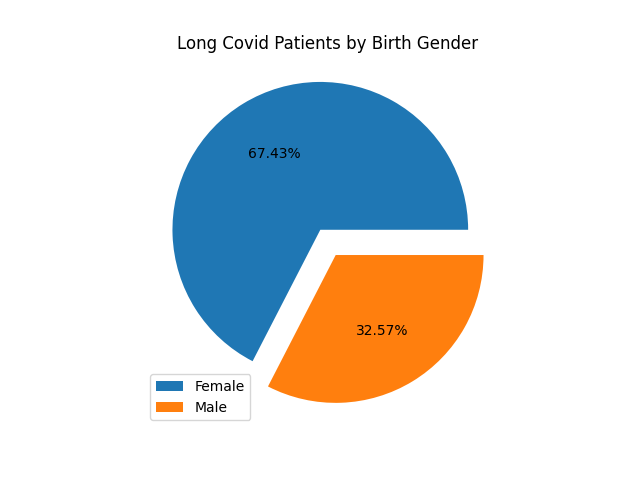 Long Covid Patients by Birth Gender
67.43%
32.57%
Female
Male